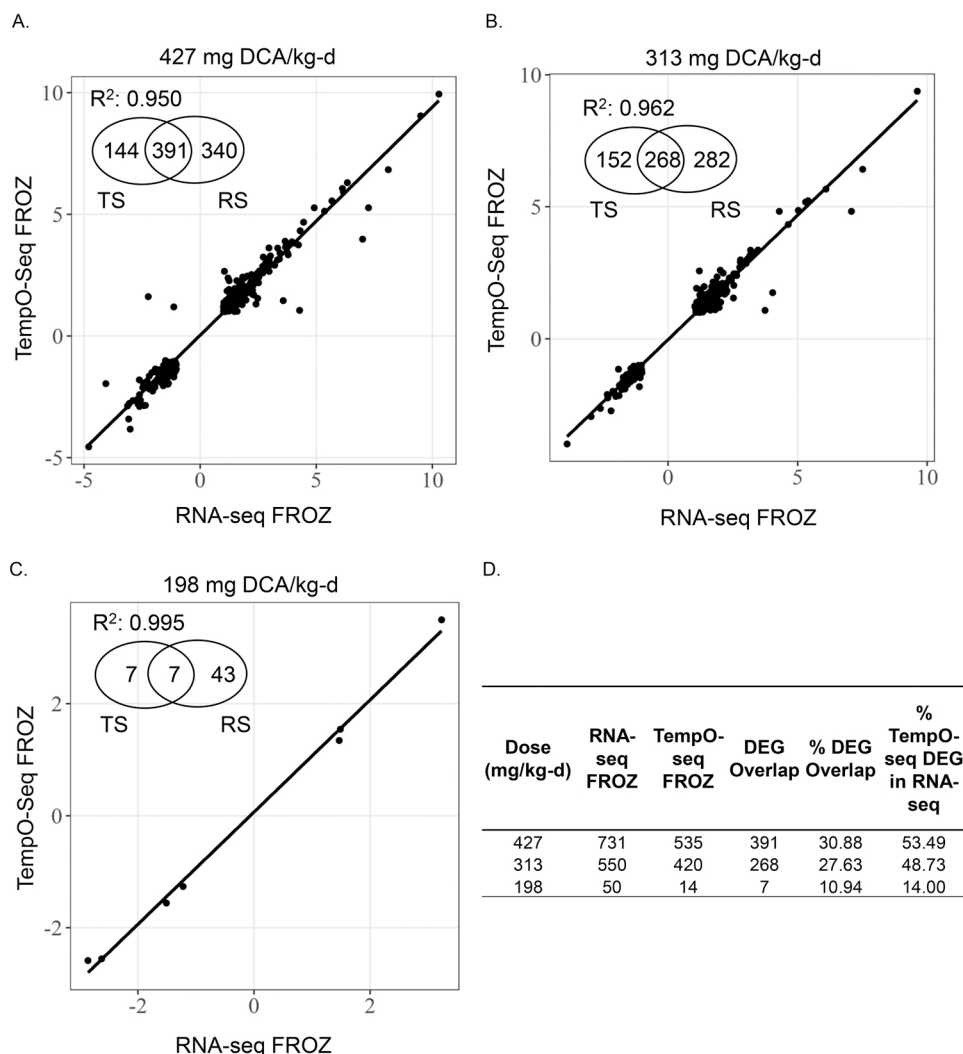 A.
427 mg DCA/kg-d
R²: 0.950
144 391 340
TS RS
10
5
0
-5
TempO-Seq FROZ
-5 0 5 10
RNA-seq FROZ
B.
313 mg DCA/kg-d
R²: 0.962
152 268 282
TS RS
10
5
0
TempO-Seq FROZ
0 5 10
RNA-seq FROZ
C.
198 mg DCA/kg-d
R²: 0.995
7 7 43
TS RS
2
0
-2
TempO-Seq FROZ
-2 0 2
RNA-seq FROZ
D.
Dose
(mg/kg-d)
RNA-
seq
FROZ
TempO-
seq
FROZ
DEG
Overlap
% DEG
Overlap
%
TempO-
seq DEG
in RNA-
seq
427 731 535 391 30.88 53.49
313 550 420 268 27.63 48.73
198 50 14 7 10.94 14.00